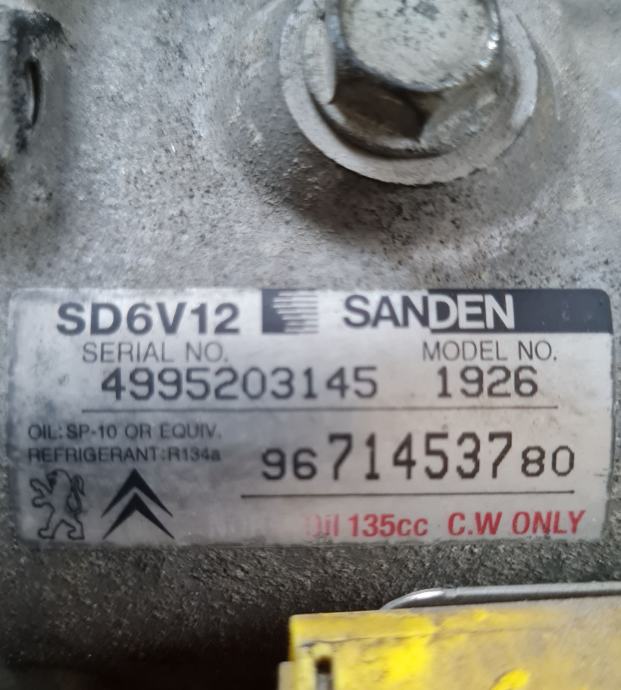 SD6V12 SANDEN
SERIAL NO. MODEL NO.
4995203145 1926
OIL:SP-10 OR EQUIV.
REFRIGERANT:R134a
9671453780
Oil 135cc C.W ONLY